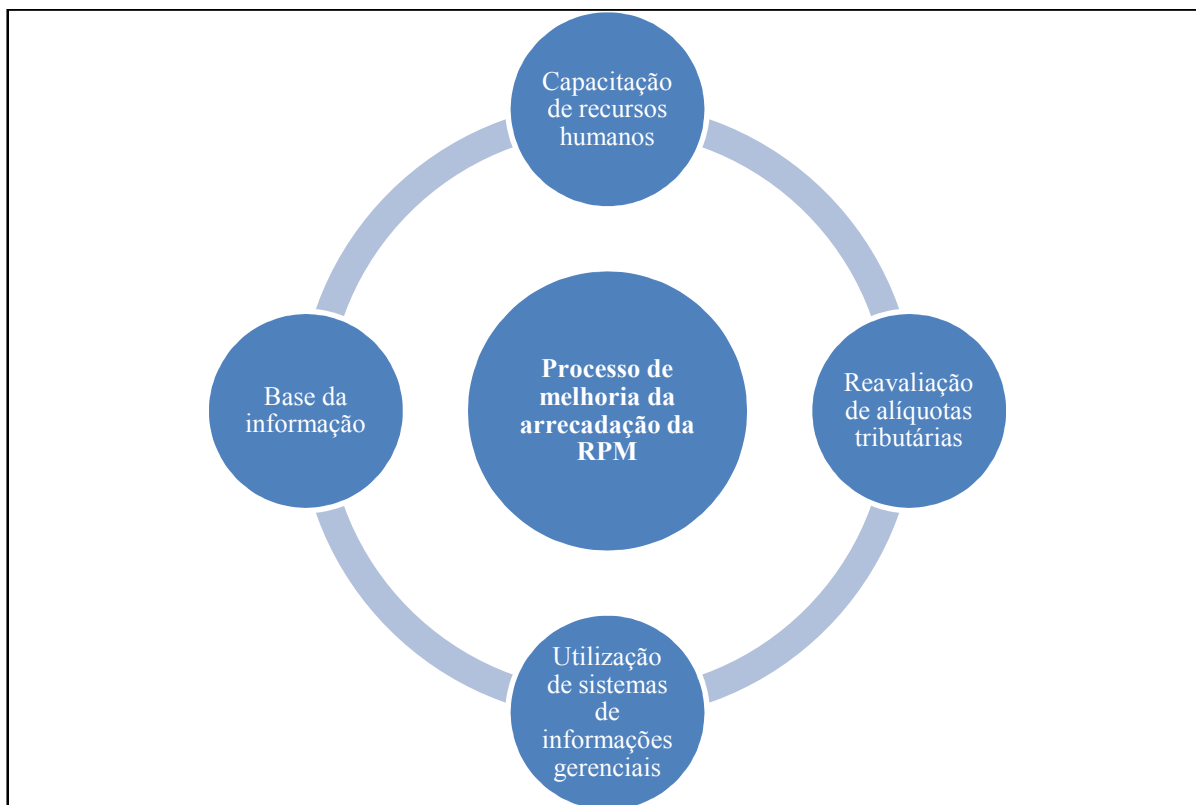 Capacitação
de recursos
humanos
Base da
informação
Processo de
melhoria da
arrecadação da
RPM
Reavaliação
de alíquotas
tributárias
Utilização
de sistemas
de
informações
gerenciais